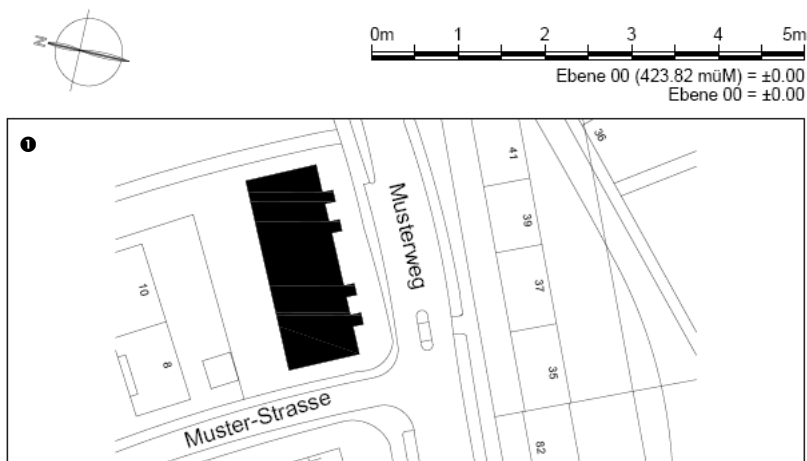 N
0m 1 2 3 4 5m
Ebene 00 (423.82 müM) = ±0.00
Ebene 00 = ±0.00
1
36
41
39
Musterweg
37
10
8
35
Muster-Strasse
82